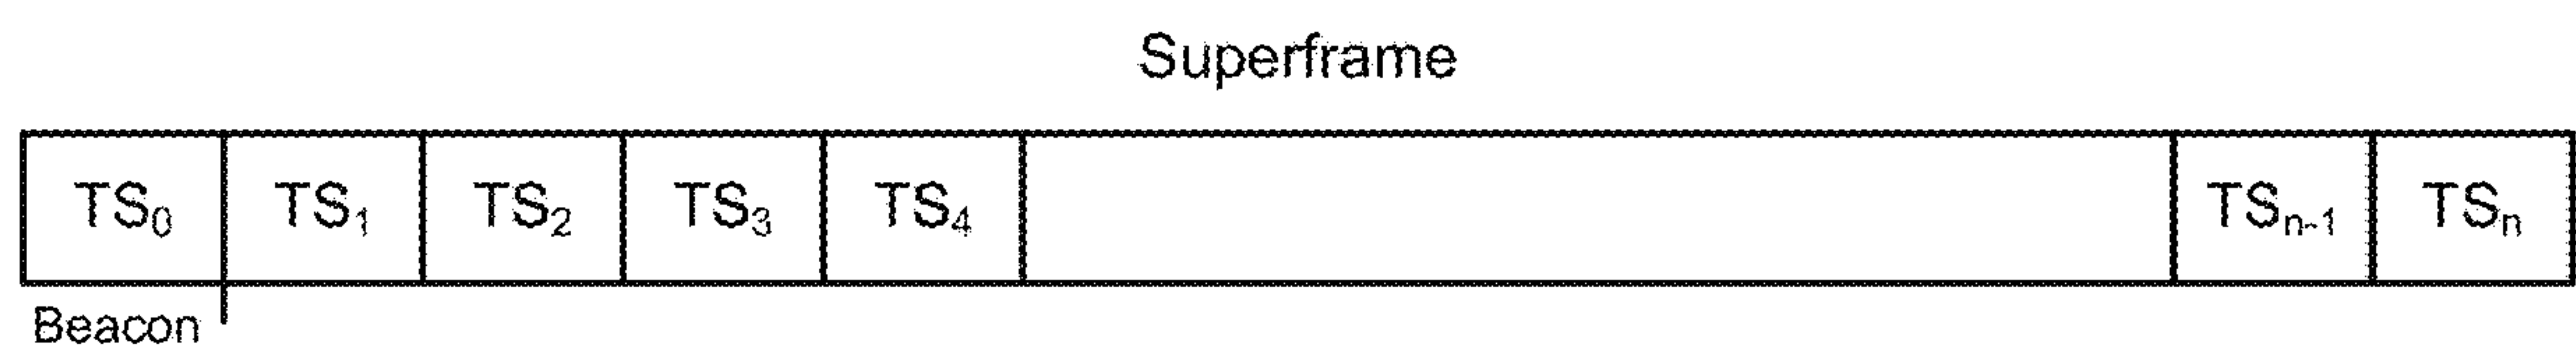 Superframe
TS₀ TS₁ TS₂ TS₃ TS₄ TSₙ₋₁ TSₙ
Beacon